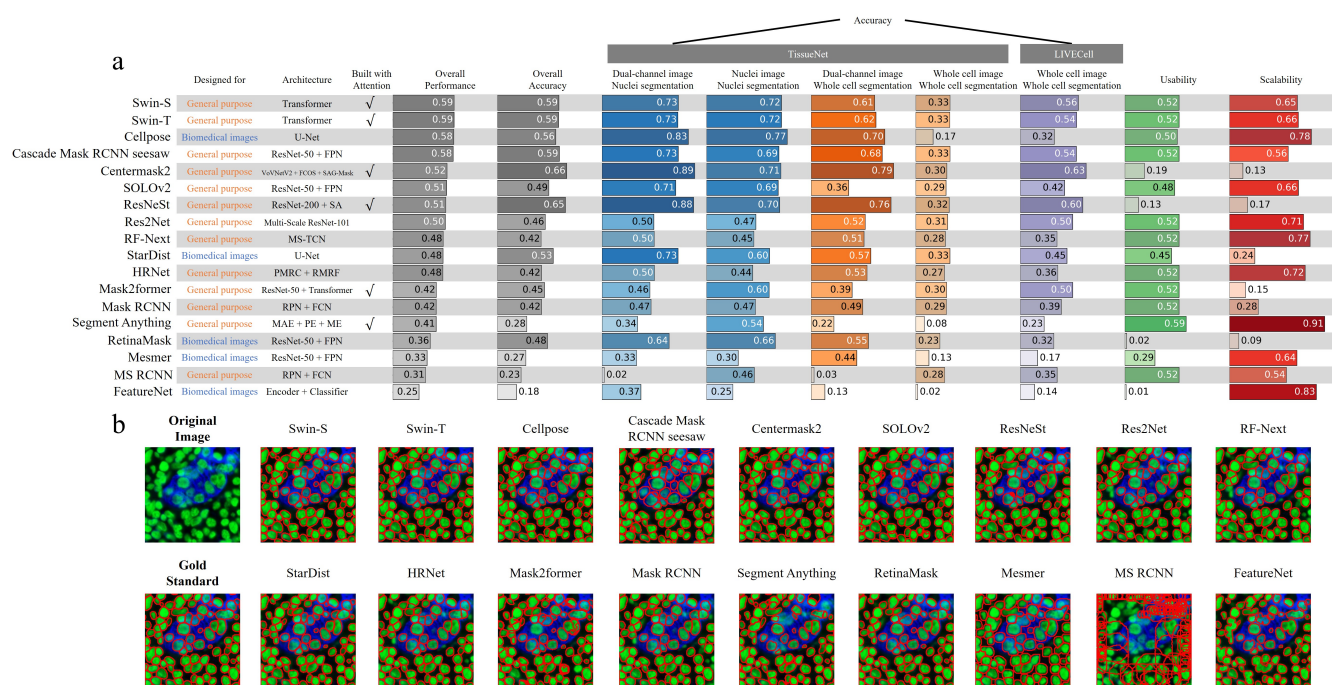 Accuracy
a
TissueNet
LIVECell
Designed for
Architecture
Built with
Attention
Overall
Performance
Overall
Accuracy
Dual-channel image
Nuclei segmentation
Nuclei image
Nuclei segmentation
Dual-channel image
Whole cell segmentation
Whole cell image
Whole cell segmentation
Whole cell image
Whole cell segmentation
Usability
Scalability
Swin-S General purpose Transformer √ 0.59 0.59 0.73 0.72 0.61 0.33 0.56 0.52 0.65
Swin-T General purpose Transformer √ 0.59 0.59 0.73 0.72 0.62 0.33 0.54 0.52 0.66
Cellpose Biomedical images U-Net 0.58 0.56 0.83 0.77 0.70 0.17 0.32 0.50 0.78
Cascade Mask RCNN seesaw General purpose ResNet-50 + FPN 0.58 0.59 0.73 0.69 0.68 0.33 0.54 0.52 0.56
Centermask2 General purpose VoVNetV2 + FCOS + SAG-Mask √ 0.52 0.66 0.89 0.71 0.79 0.30 0.63 0.19 0.13
SOLOv2 General purpose ResNet-50 + FPN 0.51 0.49 0.71 0.69 0.36 0.29 0.42 0.48 0.66
ResNeSt General purpose ResNet-200 + SA √ 0.51 0.65 0.88 0.70 0.76 0.32 0.60 0.13 0.17
Res2Net General purpose Multi-Scale ResNet-101 0.50 0.46 0.50 0.47 0.52 0.31 0.50 0.52 0.71
RF-Next General purpose MS-TCN 0.48 0.42 0.50 0.45 0.51 0.28 0.35 0.52 0.77
StarDist Biomedical images U-Net 0.48 0.53 0.73 0.60 0.57 0.33 0.45 0.45 0.24
HRNet General purpose PMRC + RMRF 0.48 0.42 0.50 0.44 0.53 0.27 0.36 0.52 0.72
Mask2former General purpose ResNet-50 + Transformer √ 0.42 0.45 0.46 0.60 0.39 0.30 0.50 0.52 0.15
Mask RCNN General purpose RPN + FCN 0.42 0.42 0.47 0.47 0.49 0.29 0.39 0.52 0.28
Segment Anything General purpose MAE + PE + ME √ 0.41 0.28 0.34 0.54 0.22 0.08 0.23 0.59 0.91
RetinaMask Biomedical images ResNet-50 + FPN 0.36 0.48 0.64 0.66 0.55 0.23 0.32 0.02 0.09
Mesmer Biomedical images ResNet-50 + FPN 0.33 0.27 0.33 0.30 0.44 0.13 0.17 0.29 0.64
MS RCNN General purpose RPN + FCN 0.31 0.23 0.02 0.46 0.03 0.28 0.35 0.52 0.54
FeatureNet Biomedical images Encoder + Classifier 0.25 0.18 0.37 0.25 0.13 0.02 0.14 0.01 0.83
b
Original
Image
Swin-S
Swin-T
Cellpose
Cascade Mask
RCNN seesaw
Centermask2
SOLOv2
ResNeSt
Res2Net
RF-Next
Gold
Standard
StarDist
HRNet
Mask2former
Mask RCNN
Segment Anything
RetinaMask
Mesmer
MS RCNN
FeatureNet